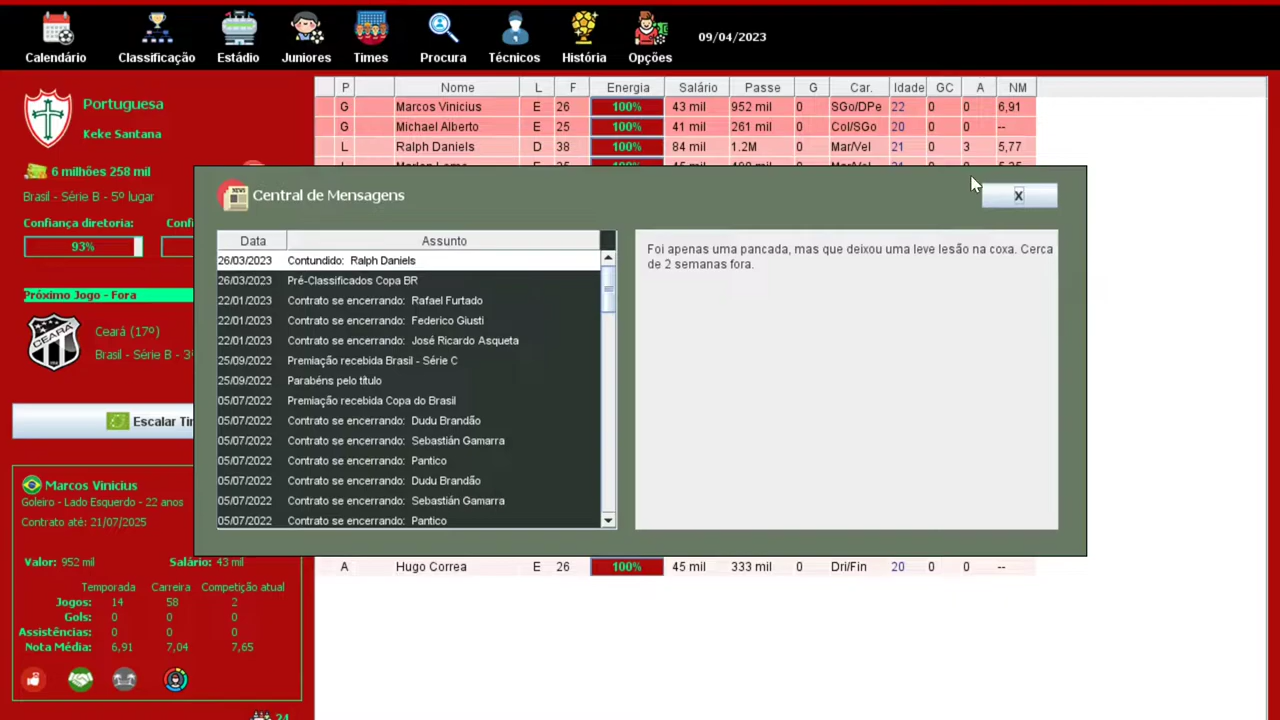 Calendário Classificação Estádio Juniores Times Procura Técnicos História Opções 09/04/2023
Portuguesa
Keke Santana
6 milhões 258 mil
Brasil - Série B - 5º lugar
Confiança diretoria:
93%
Próximo Jogo - Fora
CEARÁ
Ceará (17º)
Brasil - Série B
Escalar
Marcos Vinicius
Goleiro - Lado Esquerdo - 22 anos
Contrato até: 21/07/2025
Valor: 952 mil Salário: 43 mil
Temporada Carreira Competição atual
Jogos: 14 58 2
Gols: 0 0 0
Assistências: 0 0 0
Nota Média: 6,91 7,04 7,65
24
P Nome L F Energia Salário Passe G Car. Idade GC A NM
G Marcos Vinicius E 26 100% 43 mil 952 mil 0 SGo/DPe 22 0 0 6,91
G Michael Alberto E 25 100% 41 mil 261 mil 0 Col/SGo 20 0 0 --
L Ralph Daniels D 38 100% 84 mil 1.2M 0 Mar/Vel 21 0 3 5,77
Central de Mensagens
X
Data Assunto
26/03/2023 Contundido: Ralph Daniels
26/03/2023 Pré-Classificados Copa BR
22/01/2023 Contrato se encerrando: Rafael Furtado
22/01/2023 Contrato se encerrando: Federico Giusti
22/01/2023 Contrato se encerrando: José Ricardo Asqueta
25/09/2022 Premiação recebida Brasil - Série C
25/09/2022 Parabéns pelo título
05/07/2022 Premiação recebida Copa do Brasil
05/07/2022 Contrato se encerrando: Dudu Brandão
05/07/2022 Contrato se encerrando: Sebastián Gamarra
05/07/2022 Contrato se encerrando: Pantico
05/07/2022 Contrato se encerrando: Dudu Brandão
05/07/2022 Contrato se encerrando: Sebastián Gamarra
05/07/2022 Contrato se encerrando: Pantico
Foi apenas uma pancada, mas que deixou uma leve lesão na coxa. Cerca
de 2 semanas fora.
A Hugo Correa E 26 100% 45 mil 333 mil 0 Dri/Fin 20 0 0 --